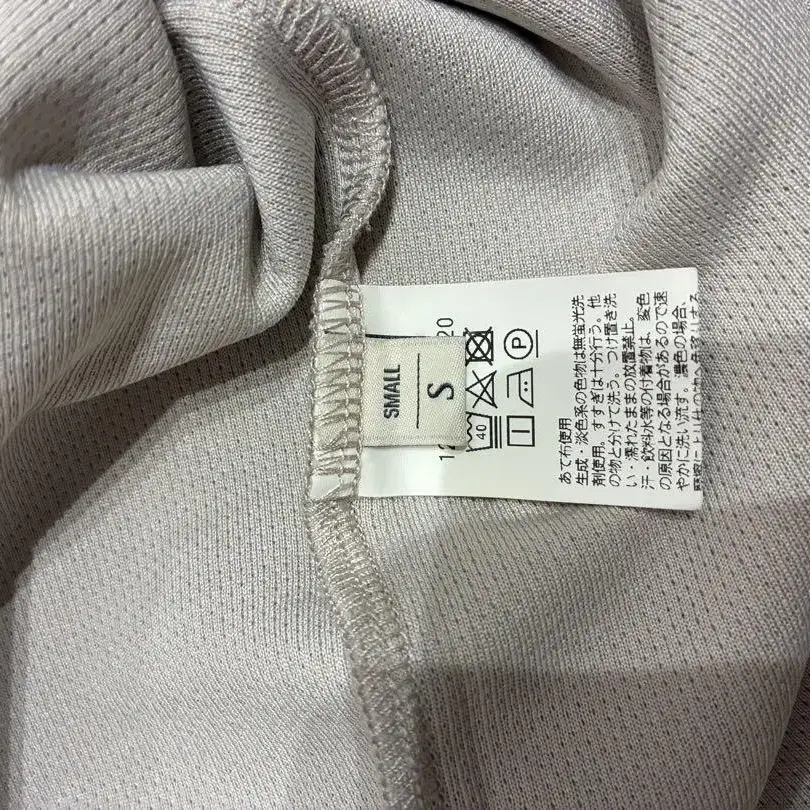 SMALL
S
40
P
あて布使用
生成・淡色系の色物は無蛍光洗
剤使用。すすぎは十分行う。他
の物と分けて洗う。つけ置き洗
い・濡れたままの放置禁止。
汗・飲料水等の付着物は、変色
の原因となる場合があるので速
やかに洗い流す。濃色の場合、